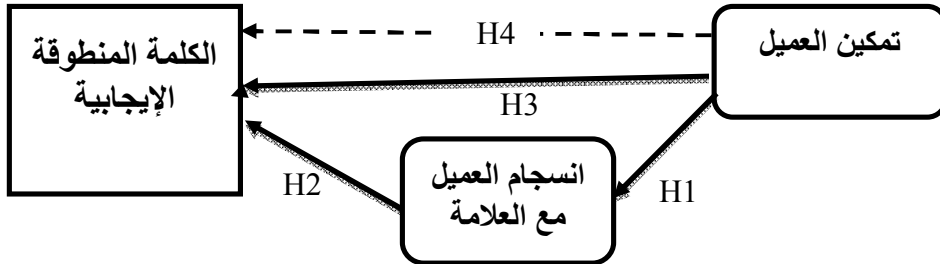 تمكين العميل
H4
الكلمة المنطوقة
الإيجابية
H3
انسجام العميل
مع العلامة
H1
H2